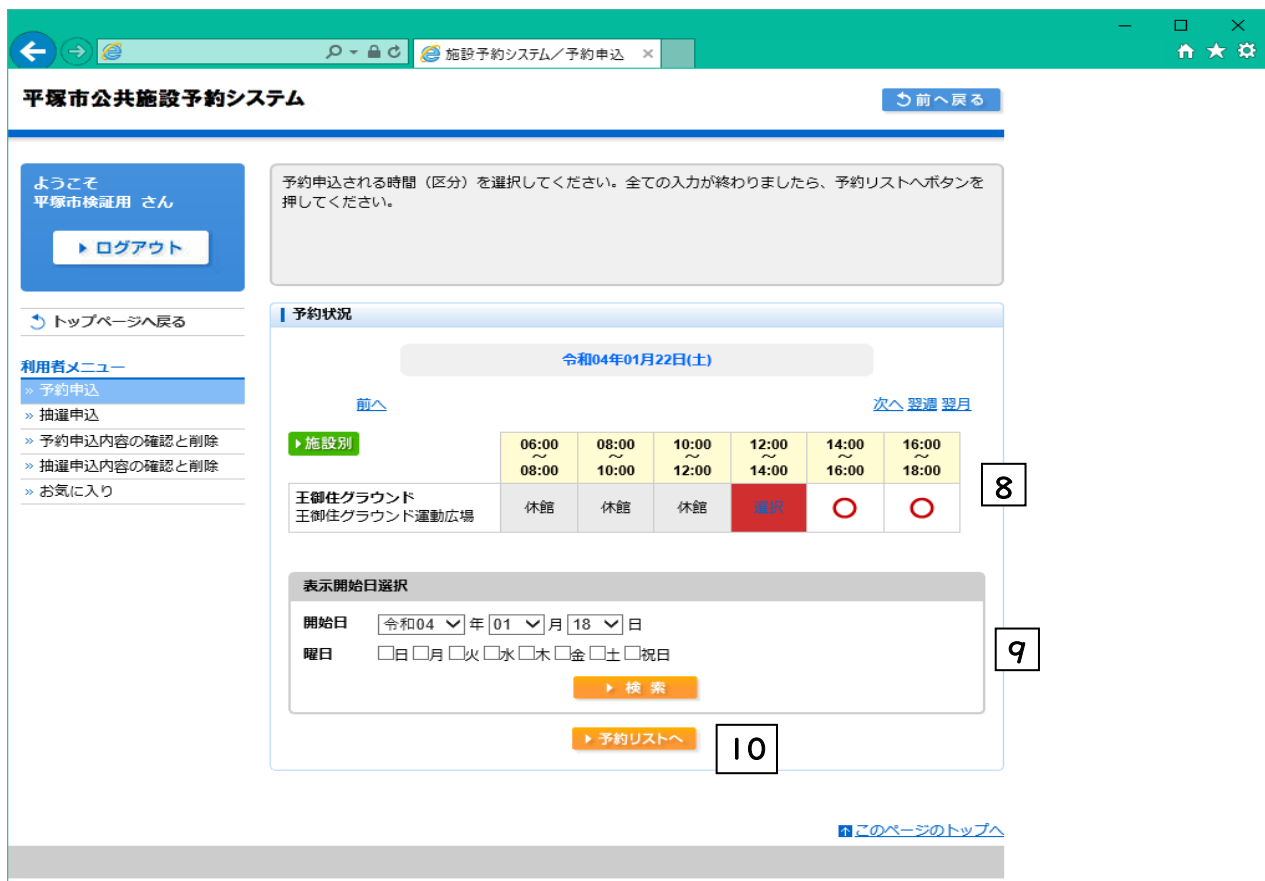 施設予約システム／予約申込
平塚市公共施設予約システム
前へ戻る
ようこそ
平塚市検証用 さん
ログアウト
予約申込される時間（区分）を選択してください。全ての入力が終わりましたら、予約リストへボタンを
押してください。
トップページへ戻る
利用者メニュー
» 予約申込
» 抽選申込
» 予約申込内容の確認と削除
» 抽選申込内容の確認と削除
» お気に入り
予約状況
令和04年01月22日(土)
前へ 次へ 翌週 翌月
施設別
06:00～08:00 08:00～10:00 10:00～12:00 12:00～14:00 14:00～16:00 16:00～18:00
王御住グラウンド
王御住グラウンド運動広場
休館 休館 休館 選択 〇 〇
8
表示開始日選択
開始日 令和04 年 01 月 18 日
曜日 □日□月□火□水□木□金□土□祝日
9
検 索
予約リストへ
10
このページのトップへ